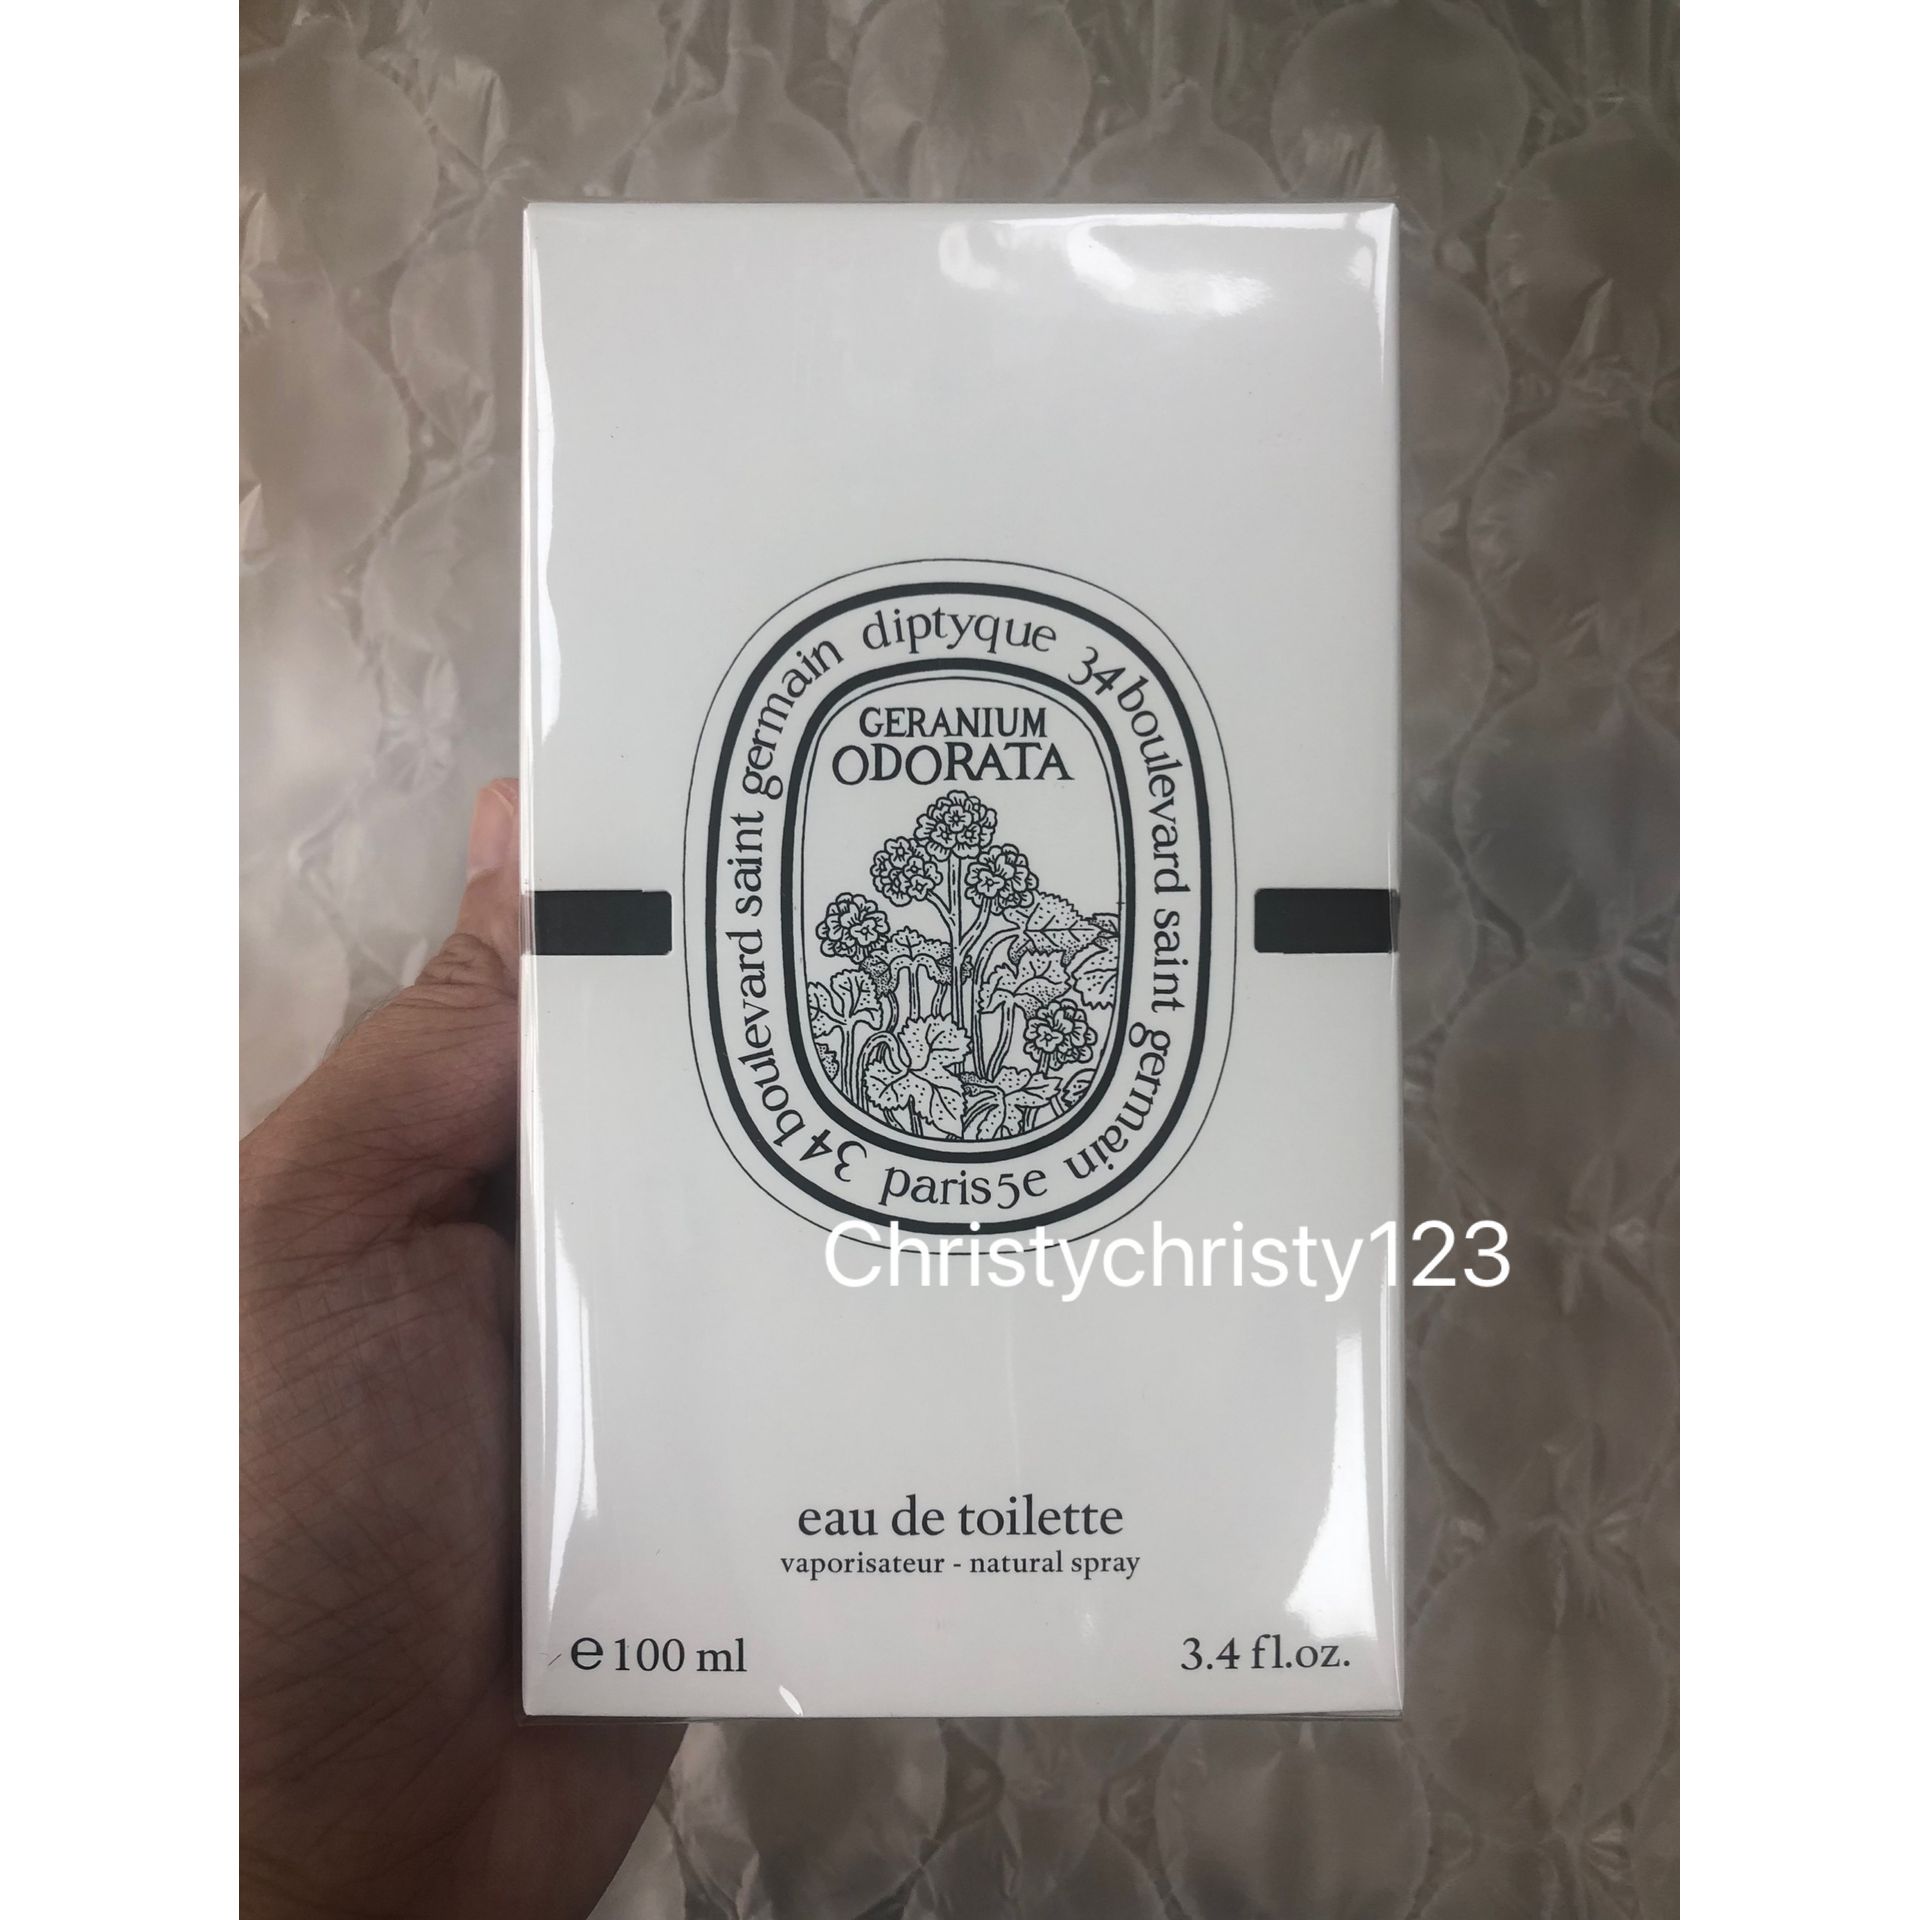 diptyque 34 boulevard saint germain paris 5e 34 boulevard saint germain
GERANIUM
ODORATA
Christychristy123
eau de toilette
vaporisateur - natural spray
e 100 ml 3.4 fl.oz.